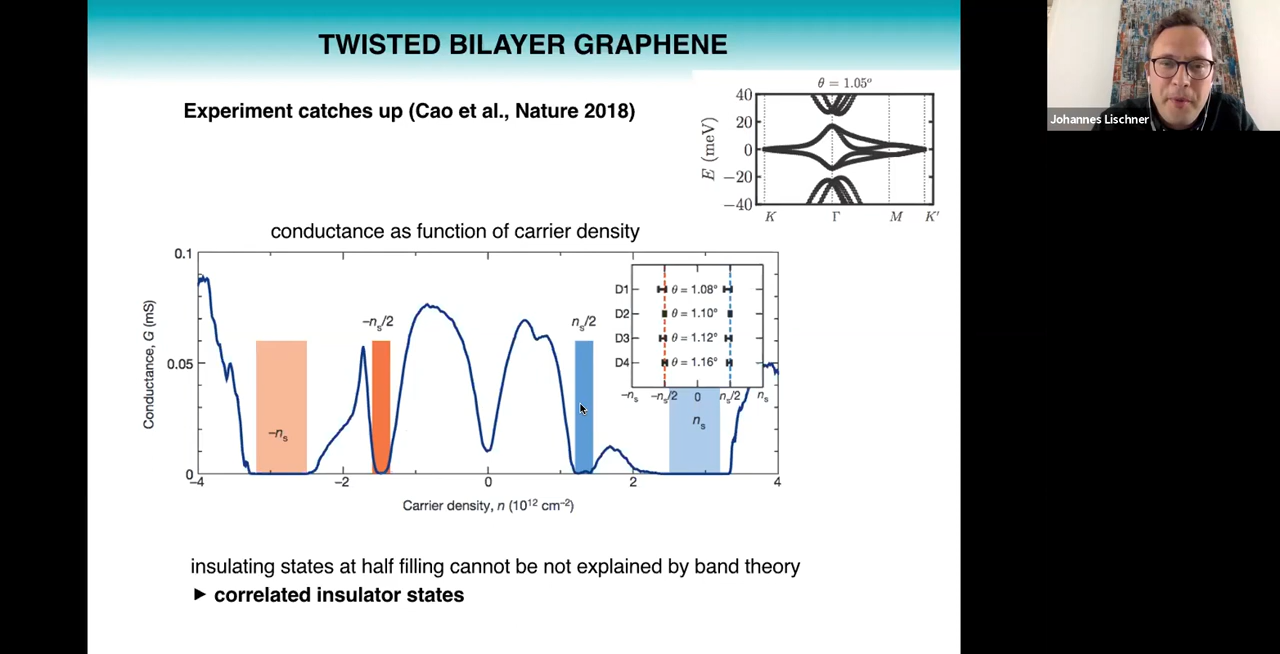 TWISTED BILAYER GRAPHENE
Experiment catches up (Cao et al., Nature 2018)
Johannes Lischner
θ = 1.05°
40
20
0
−20
−40
E (meV)
K Γ M K′
conductance as function of carrier density
0.1
0.05
0
Conductance, G (mS)
−nₛ
−nₛ/2
nₛ/2
nₛ
D1 θ = 1.08°
D2 θ = 1.10°
D3 θ = 1.12°
D4 θ = 1.16°
−nₛ −nₛ/2 0 nₛ/2 nₛ
−4 −2 0 2 4
Carrier density, n (10¹² cm⁻²)
insulating states at half filling cannot be not explained by band theory
► correlated insulator states